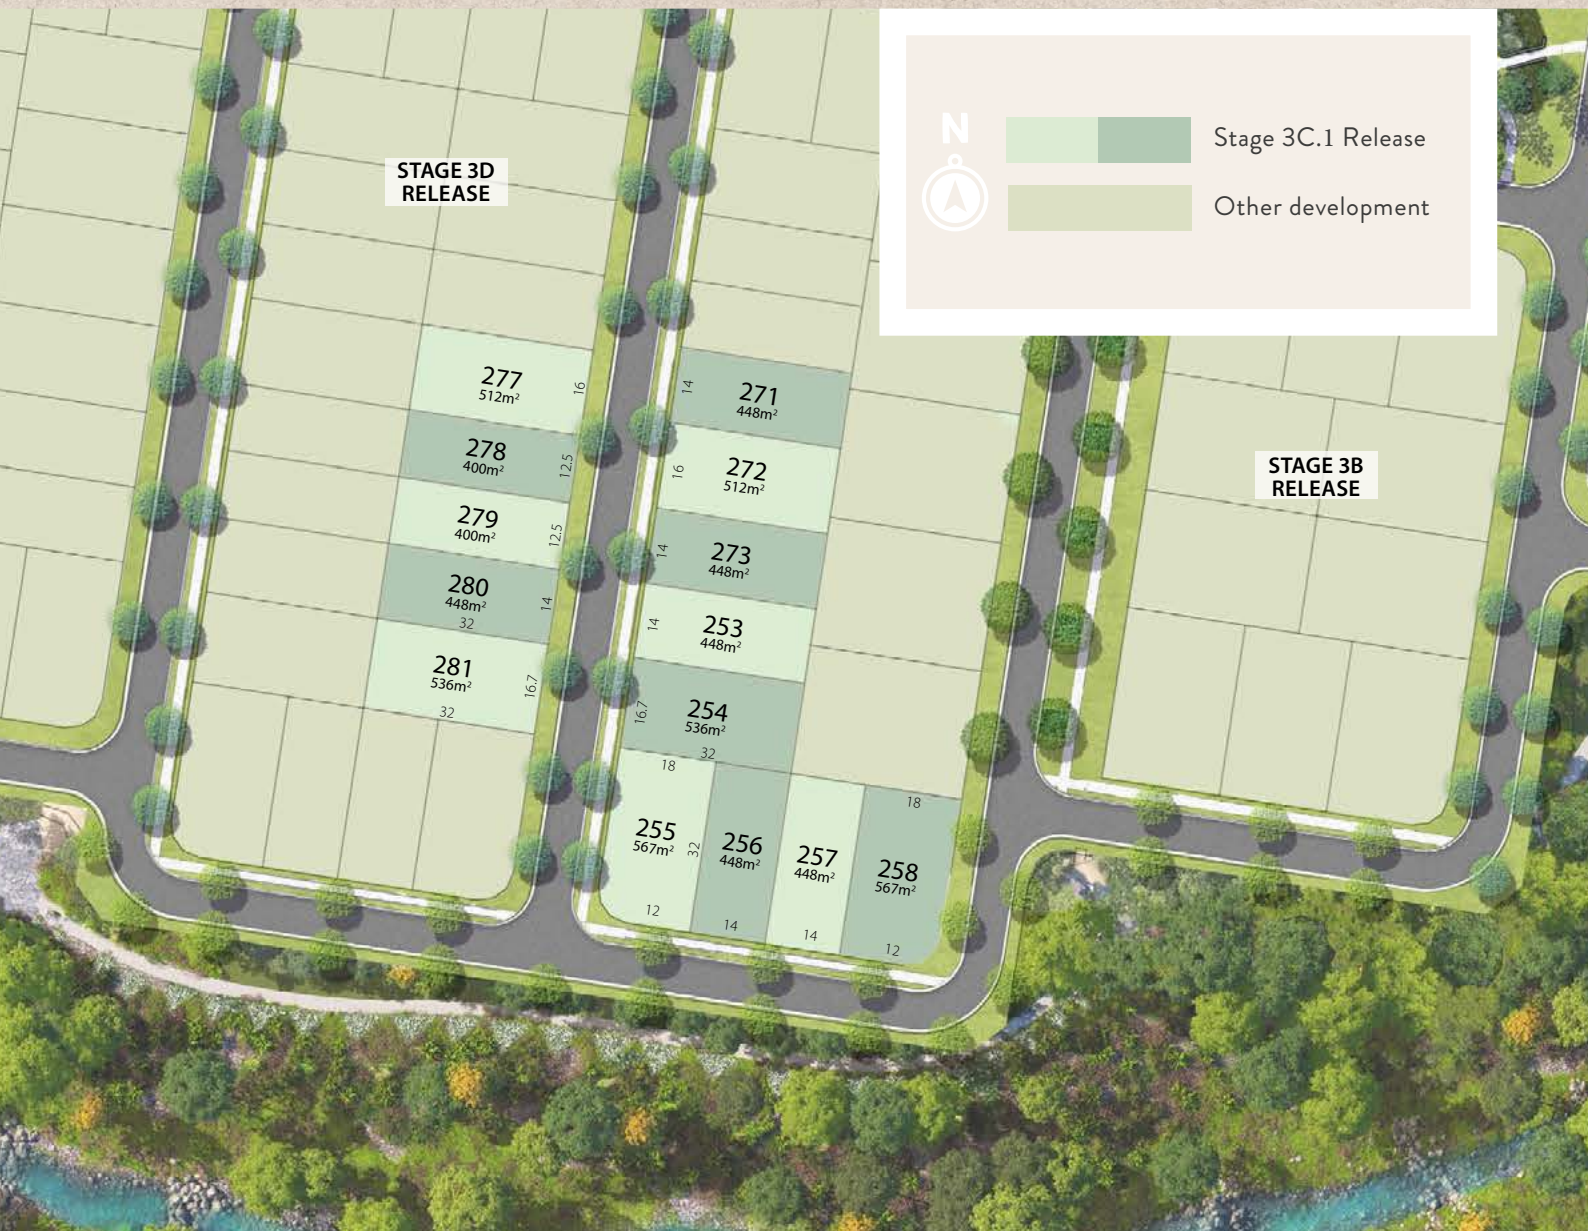 N
Stage 3C.1 Release
Other development
STAGE 3D
RELEASE
STAGE 3B
RELEASE
277
512m²
16
278
400m²
12.5
279
400m²
12.5
280
448m²
14
32
281
536m²
16.7
32
271
448m²
14
272
512m²
16
273
448m²
14
253
448m²
14
254
536m²
16.7
32
18
255
567m²
32
12
256
448m²
14
257
448m²
14
18
258
567m²
12